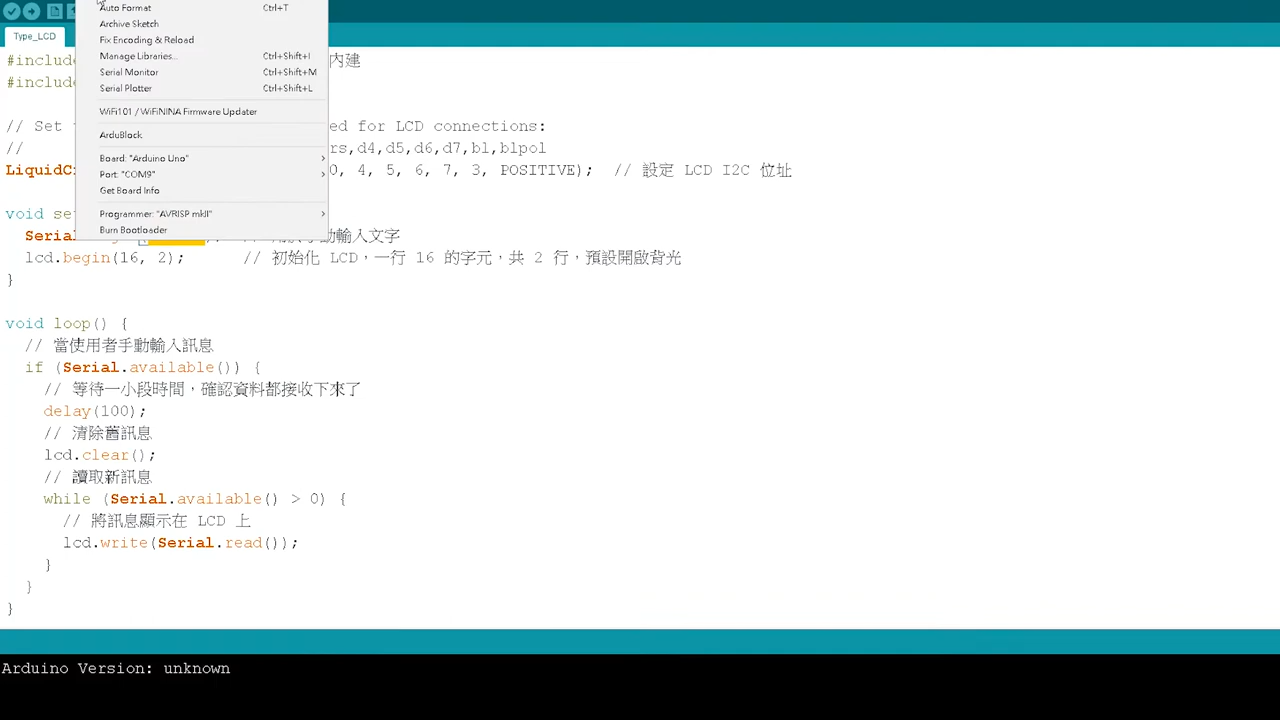 Auto Format Ctrl+T
Archive Sketch
Fix Encoding & Reload
Manage Libraries... Ctrl+Shift+I
Serial Monitor Ctrl+Shift+M
Serial Plotter Ctrl+Shift+L
WiFi101 / WiFiNINA Firmware Updater
ArduBlock
Board: "Arduino Uno"
Port: "COM9"
Get Board Info
Programmer: "AVRISP mkII"
Burn Bootloader
Type_LCD
#include 內建
#include
// Set ed for LCD connections:
// rs,d4,d5,d6,d7,bl,blpol
LiquidC 0, 4, 5, 6, 7, 3, POSITIVE); // 設定 LCD I2C 位址
void set
Serial 動輸入文字
lcd.begin(16, 2); // 初始化 LCD，一行 16 的字元，共 2 行，預設開啟背光
}
void loop() {
// 當使用者手動輸入訊息
if (Serial.available()) {
// 等待一小段時間，確認資料都接收下來了
delay(100);
// 清除舊訊息
lcd.clear();
// 讀取新訊息
while (Serial.available() > 0) {
// 將訊息顯示在 LCD 上
lcd.write(Serial.read());
}
}
}
Arduino Version: unknown